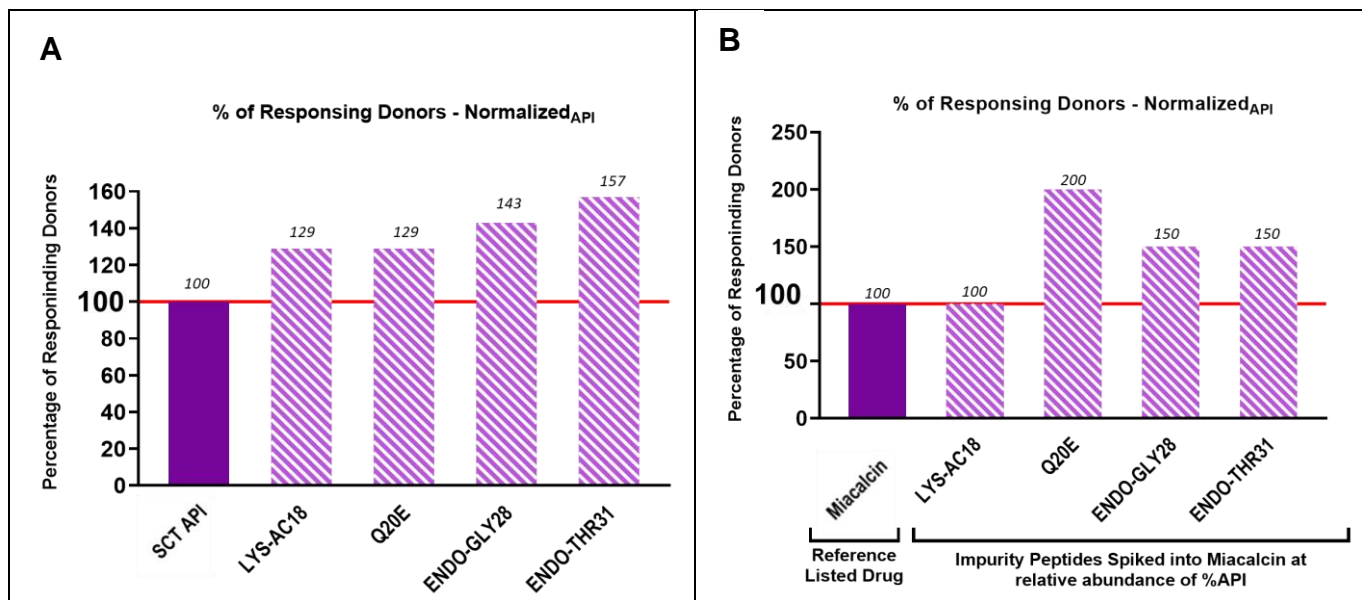 A
% of Responsing Donors - NormalizedAPI
Percentage of Responinding Donors
160
140
120
100
80
60
40
20
0
100
129
129
143
157
SCT API
LYS-AC18
Q20E
ENDO-GLY28
ENDO-THR31
B
% of Responsing Donors - NormalizedAPI
Percentage of Responinding Donors
250
200
150
100
50
0
100
100
200
150
150
Miacalcin
LYS-AC18
Q20E
ENDO-GLY28
ENDO-THR31
Reference
Listed Drug
Impurity Peptides Spiked into Miacalcin at
relative abundance of %API